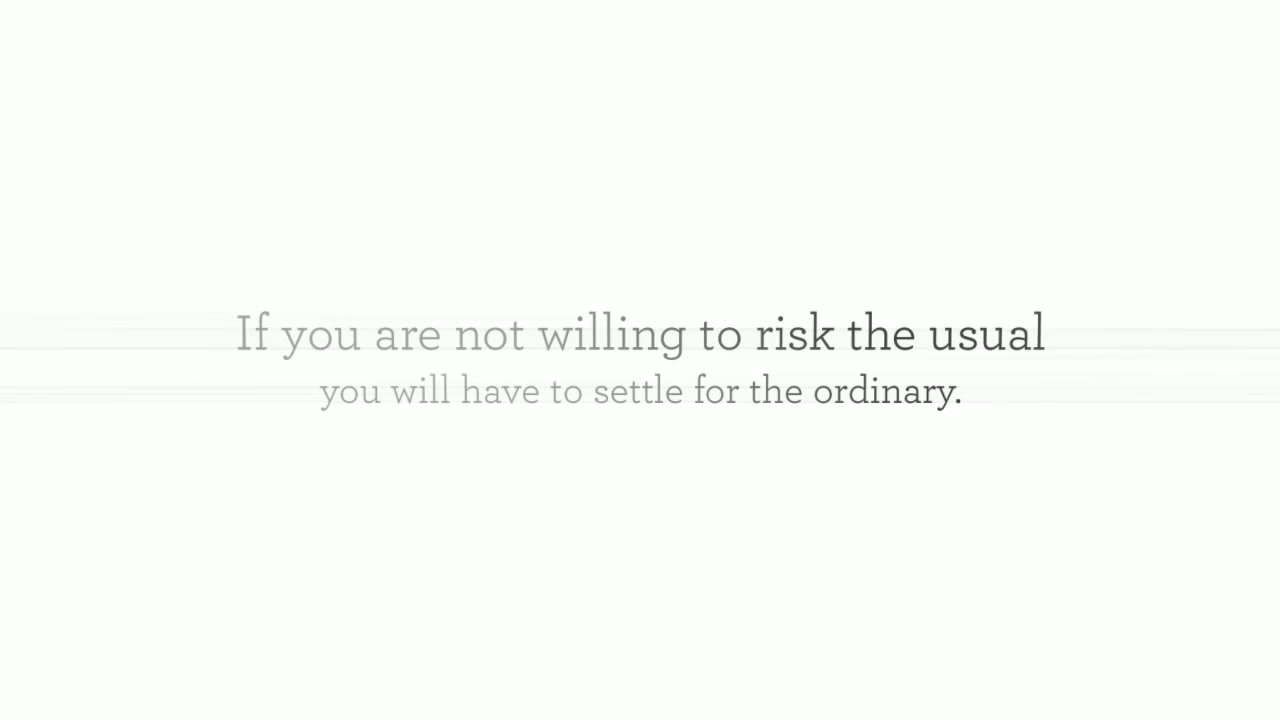 If you are not willing to risk the usual
you will have to settle for the ordinary.